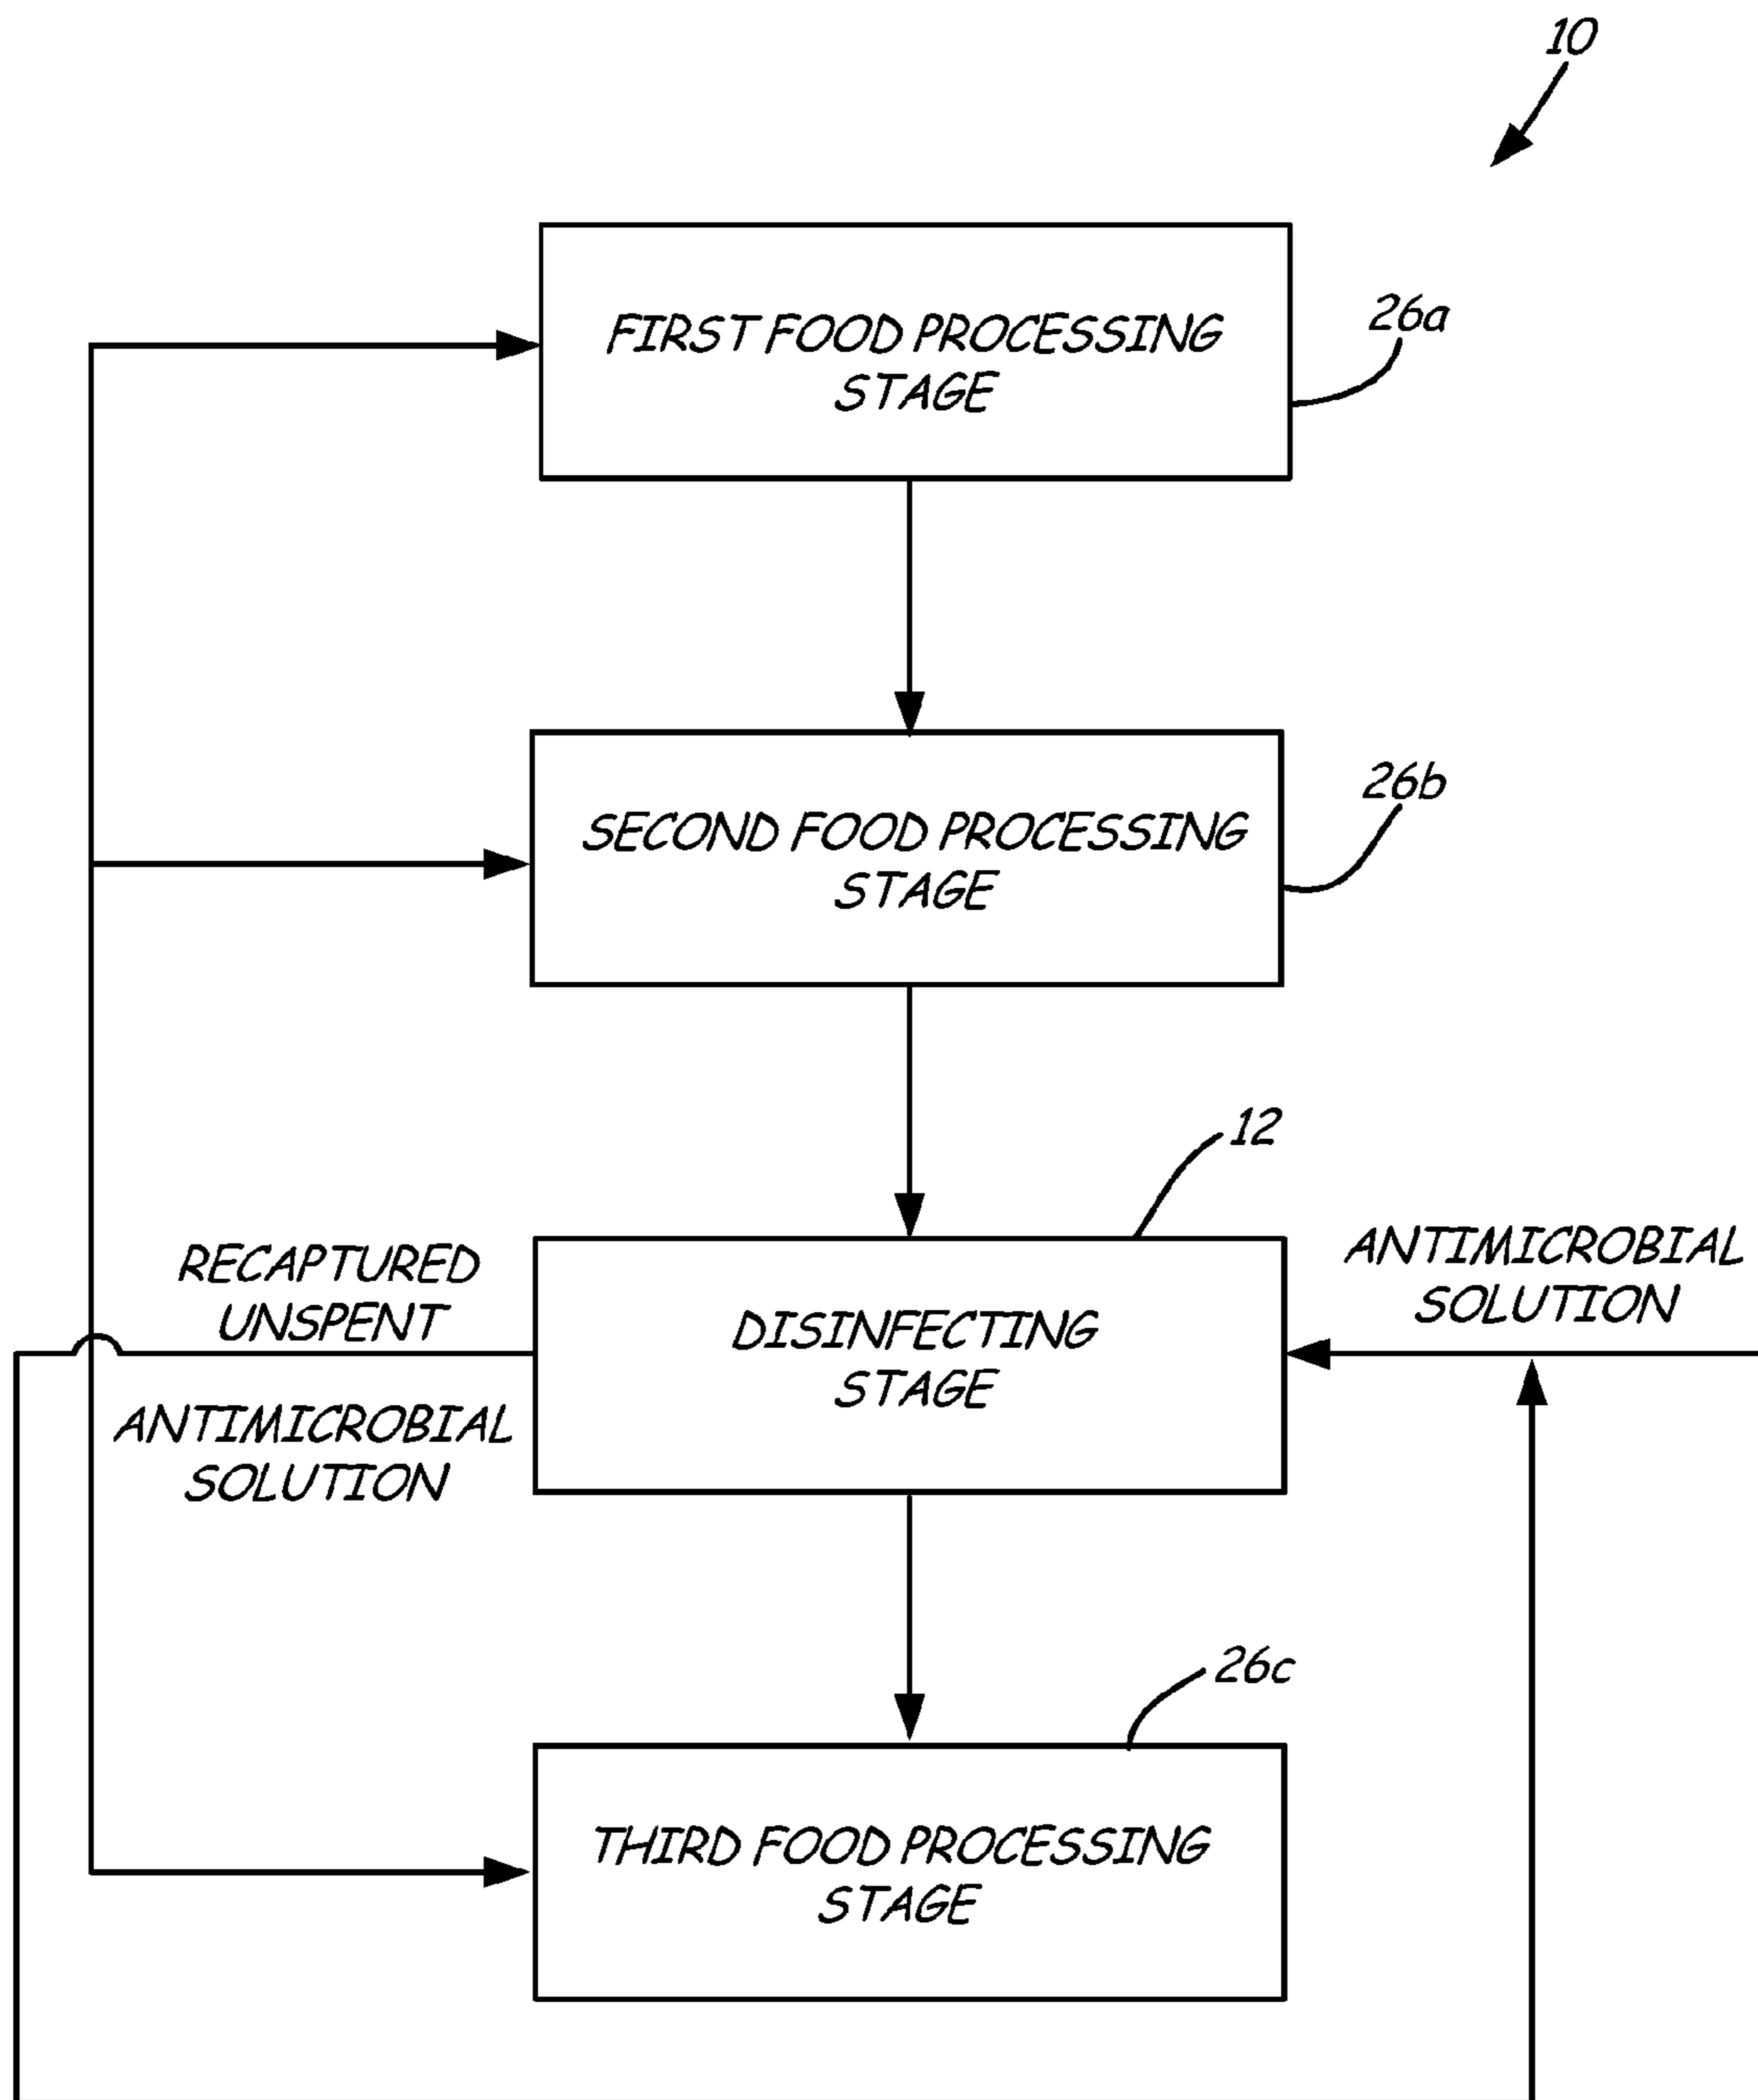 10
FIRST FOOD PROCESSING
STAGE
26a
SECOND FOOD PROCESSING
STAGE
26b
12
RECAPTURED
UNSPENT
ANTIMICROBIAL
SOLUTION
DISINFECTING
STAGE
ANTIMICROBIAL
SOLUTION
26c
THIRD FOOD PROCESSING
STAGE